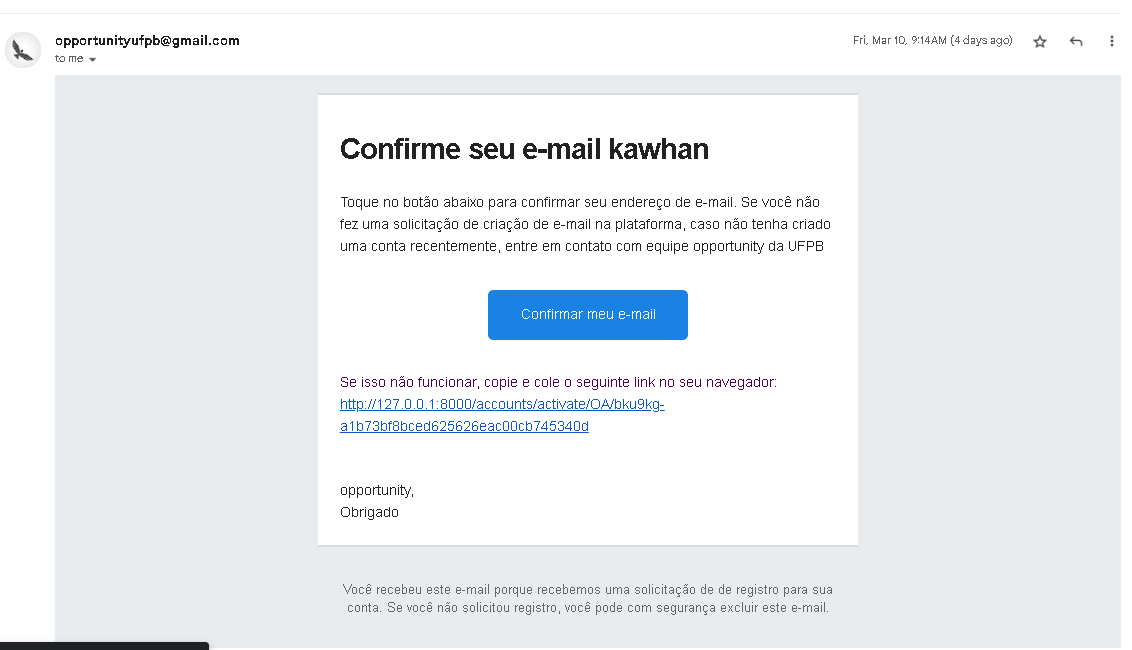 opportunityufpb@gmail.com
Fri, Mar 10, 9:14 AM (4 days ago)
to me
Confirme seu e-mail kawhan
Toque no botão abaixo para confirmar seu endereço de e-mail. Se você não
fez uma solicitação de criação de e-mail na plataforma, caso não tenha criado
uma conta recentemente, entre em contato com equipe opportunity da UFPB
Confirmar meu e-mail
Se isso não funcionar, copie e cole o seguinte link no seu navegador:
http://127.0.0.1:8000/accounts/activate/OA/bku9kg-
a1b73bf8bced625626eac00cb745340d
opportunity,
Obrigado
Você recebeu este e-mail porque recebemos uma solicitação de de registro para sua
conta. Se você não solicitou registro, você pode com segurança excluir este e-mail.